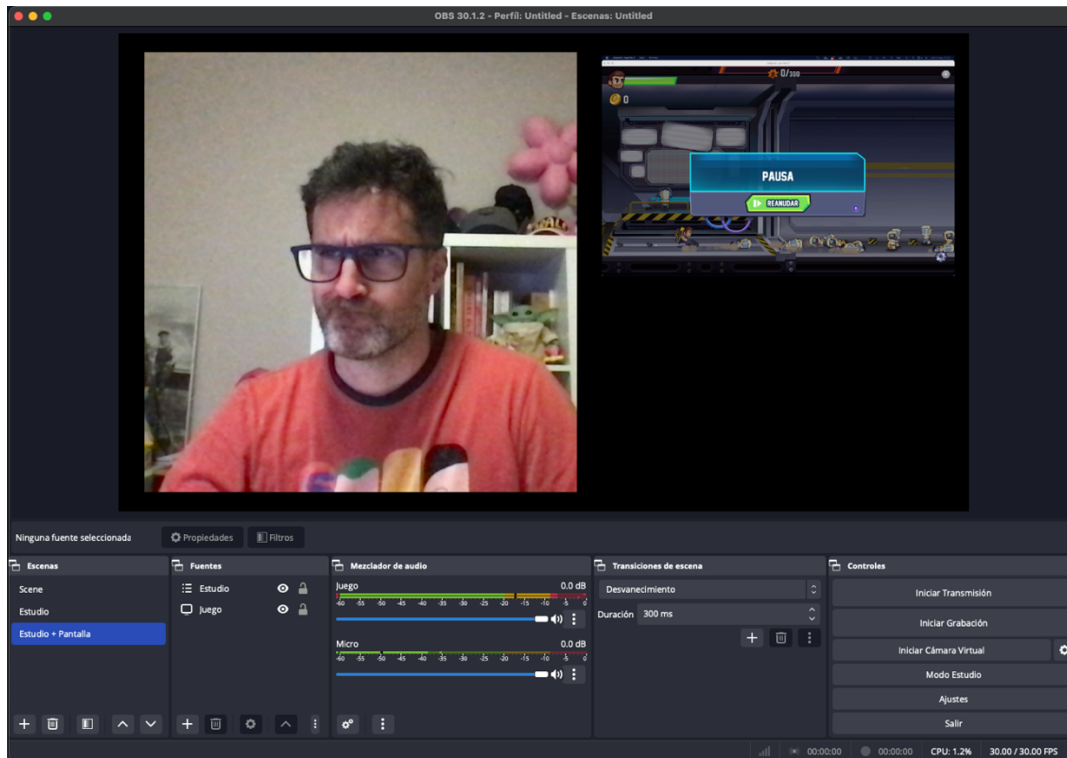 OBS 30.1.2 - Perfíl: Untitled - Escenas: Untitled
0/300
0
PAUSA
REANUDAR
Ninguna fuente seleccionada
Propiedades
Filtros
Escenas
Scene
Estudio
Estudio + Pantalla
Fuentes
Estudio
Juego
Mezclador de audio
Juego 0.0 dB
-60 -55 -50 -45 -40 -35 -30 -25 -20 -15 -10 -5 0
Micro 0.0 dB
-60 -55 -50 -45 -40 -35 -30 -25 -20 -15 -10 -5 0
Transiciones de escena
Desvanecimiento
Duración 300 ms
Controles
Iniciar Transmisión
Iniciar Grabación
Iniciar Cámara Virtual
Modo Estudio
Ajustes
Salir
00:00:00 00:00:00 CPU: 1.2% 30.00 / 30.00 FPS